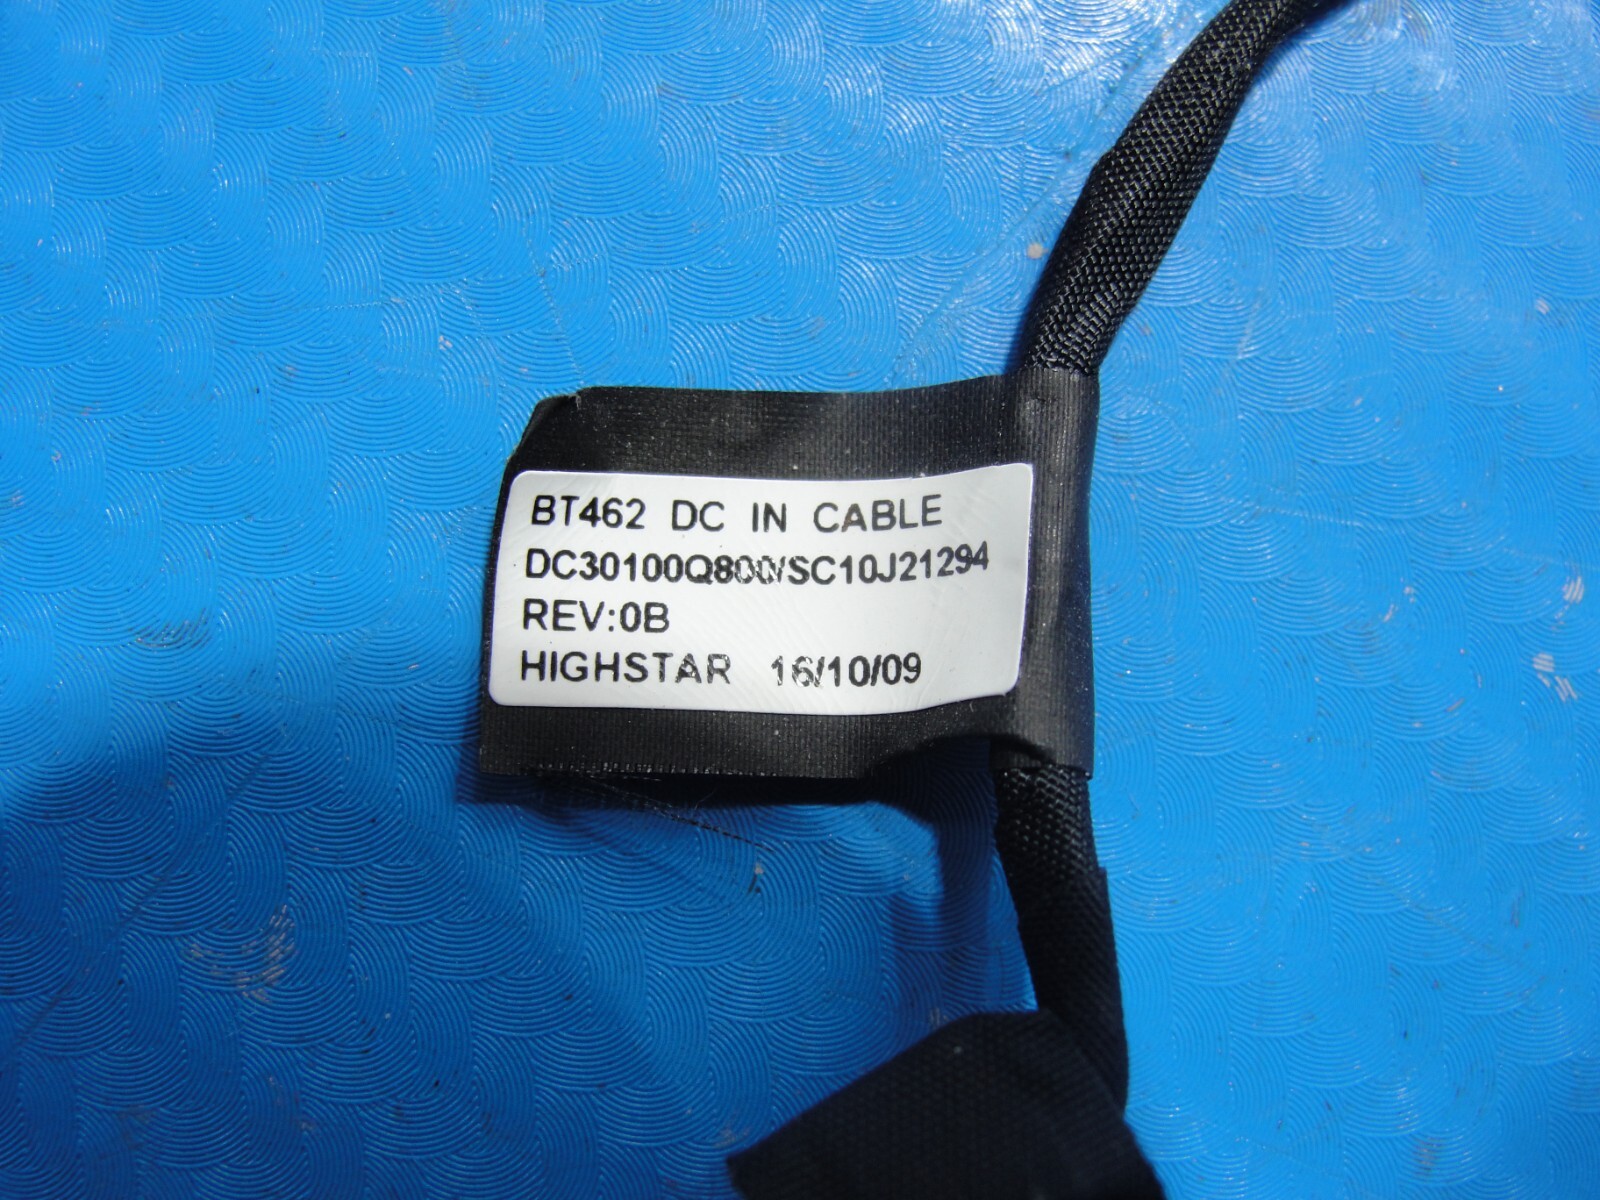 BT462 DC IN CABLE
DC30100Q800/SC10J21294
REV:0B
HIGHSTAR 16/10/09